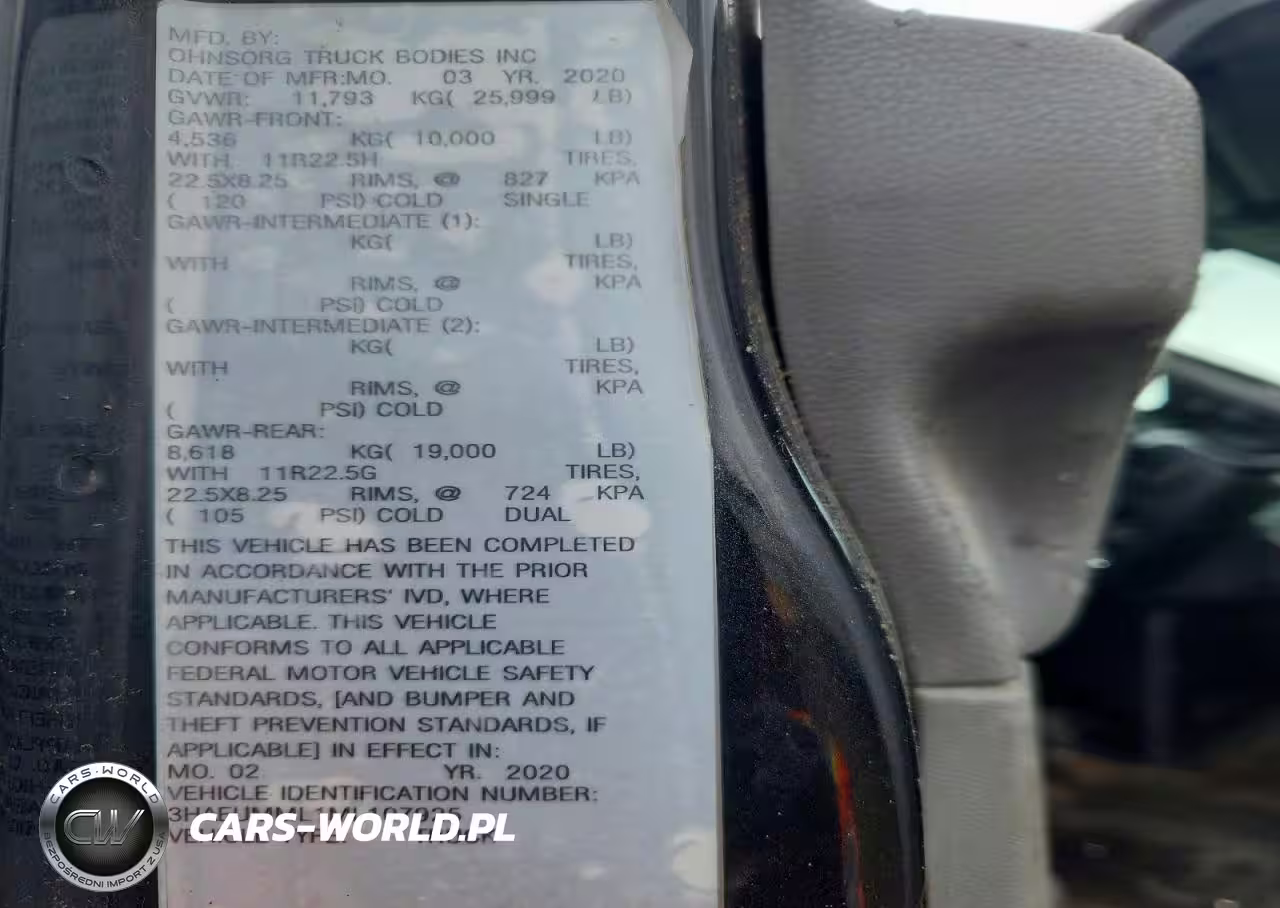 MFD. BY:
OHNSORG TRUCK BODIES INC
DATE OF MFR:MO. 03 YR. 2020
GVWR: 11,793 KG( 25,999 LB)
GAWR-FRONT:
4,536 KG( 10,000 LB)
WITH 11R22.5H TIRES,
22.5X8.25 RIMS, @ 827 KPA
( 120 PSI) COLD SINGLE
GAWR-INTERMEDIATE (1):
KG( LB)
WITH TIRES,
RIMS, @ KPA
( PSI) COLD
GAWR-INTERMEDIATE (2):
KG( LB)
WITH TIRES,
RIMS, @ KPA
( PSI) COLD
GAWR-REAR:
8,618 KG( 19,000 LB)
WITH 11R22.5G TIRES,
22.5X8.25 RIMS, @ 724 KPA
( 105 PSI) COLD DUAL
THIS VEHICLE HAS BEEN COMPLETED
IN ACCORDANCE WITH THE PRIOR
MANUFACTURERS' IVD, WHERE
APPLICABLE. THIS VEHICLE
CONFORMS TO ALL APPLICABLE
FEDERAL MOTOR VEHICLE SAFETY
STANDARDS, [AND BUMPER AND
THEFT PREVENTION STANDARDS, IF
APPLICABLE] IN EFFECT IN:
MO. 02 YR. 2020
VEHICLE IDENTIFICATION NUMBER:
CARS-WORLD
CW
BEZPOŚREDNI IMPORT Z USA
CARS-WORLD.PL